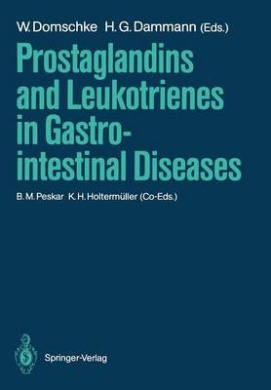 W. Domschke H. G. Dammann (Eds.)
Prostaglandins
and Leukotrienes
in Gastro-
intestinal Diseases
B. M. Peskar K. H. Holtermüller (Co-Eds.)
Springer-Verlag